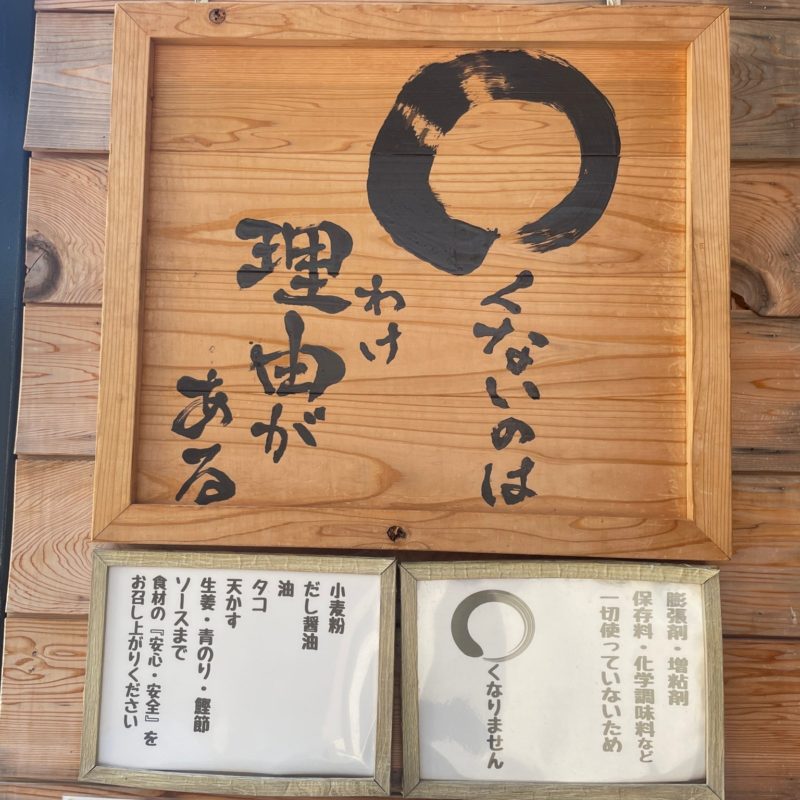 〇くないのは
理由が
わけ
ある
膨張剤・増粘剤
保存料・化学調味料など
一切使っていないため
〇くなりません
小麦粉
だし醤油
油
タコ
天かす
生姜・青のり・鰹節
ソースまで
食材の『安心・安全』を
お召し上がりください